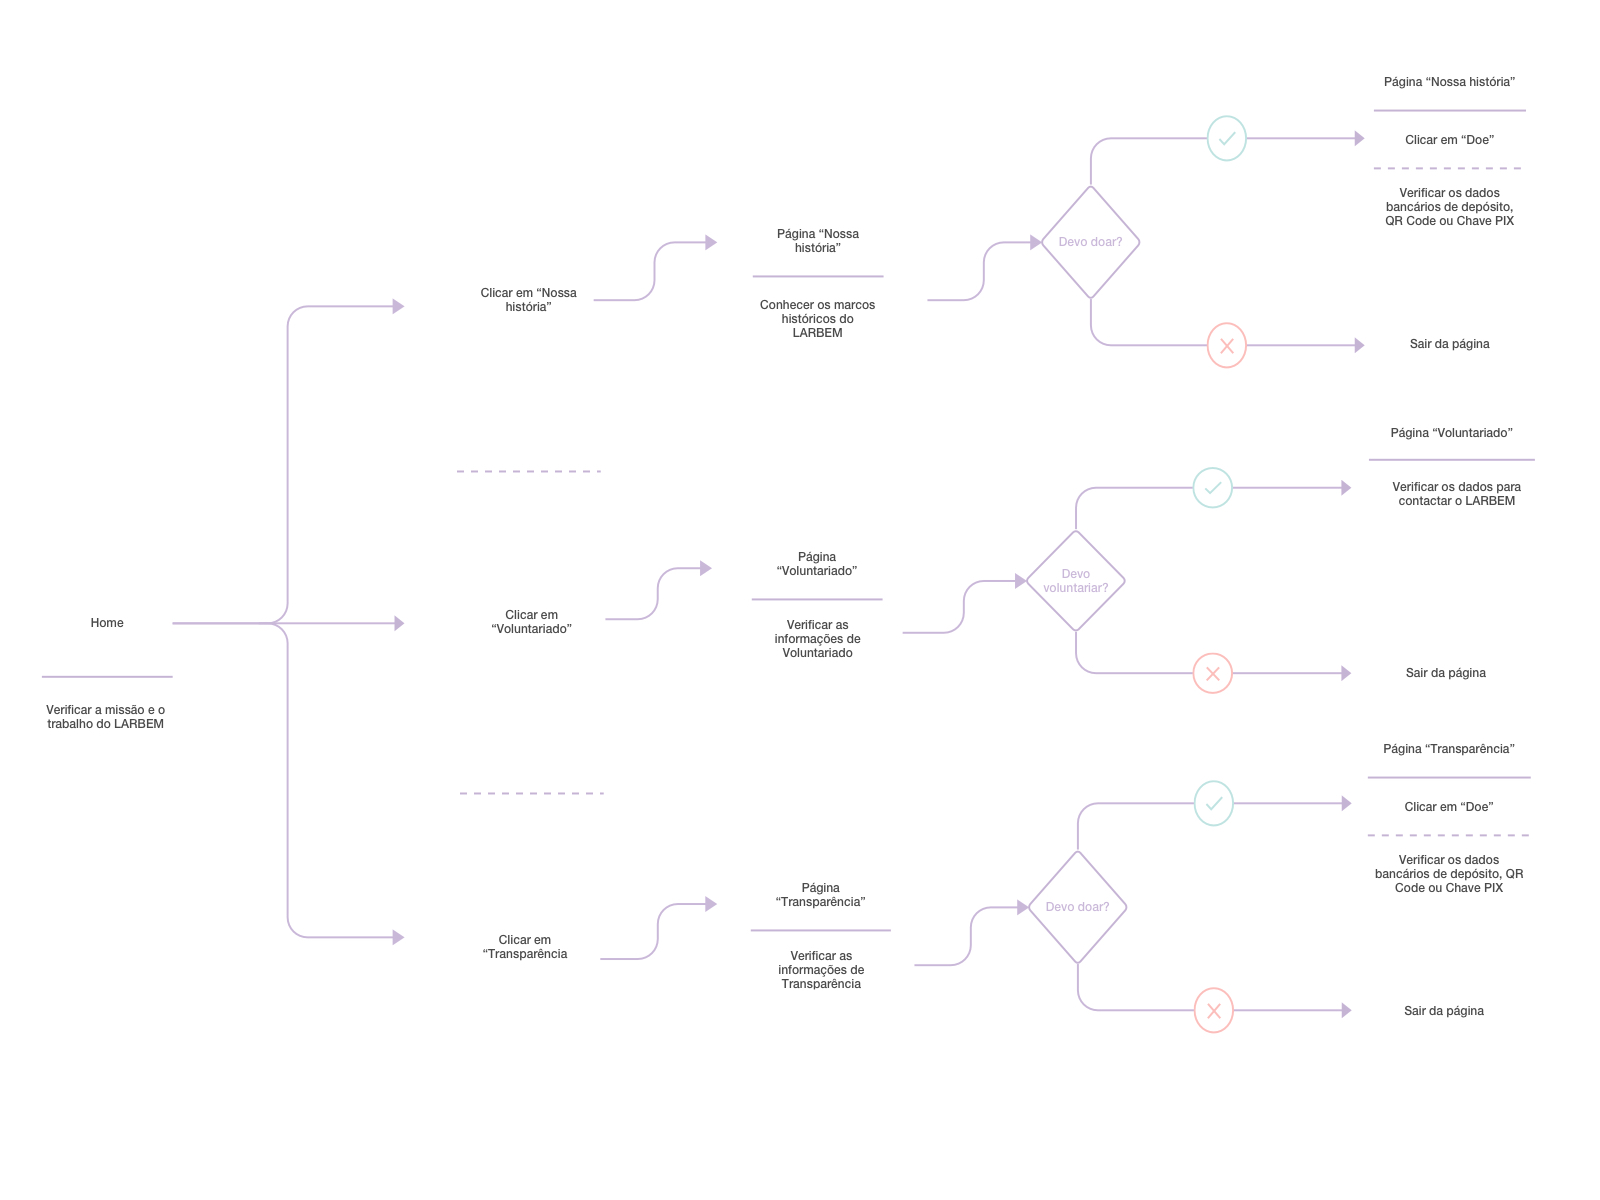 Home
Verificar a missão e o
trabalho do LARBEM
Clicar em “Nossa
história”
Página “Nossa
história”
Conhecer os marcos
históricos do
LARBEM
Devo doar?
Página “Nossa história”
Clicar em “Doe”
Verificar os dados
bancários de depósito,
QR Code ou Chave PIX
Sair da página
Clicar em
“Voluntariado”
Página
“Voluntariado”
Verificar as
informações de
Voluntariado
Devo
voluntariar?
Página “Voluntariado”
Verificar os dados para
contactar o LARBEM
Sair da página
Clicar em
“Transparência
Página
“Transparência”
Verificar as
informações de
Transparência
Devo doar?
Página “Transparência”
Clicar em “Doe”
Verificar os dados
bancários de depósito, QR
Code ou Chave PIX
Sair da página